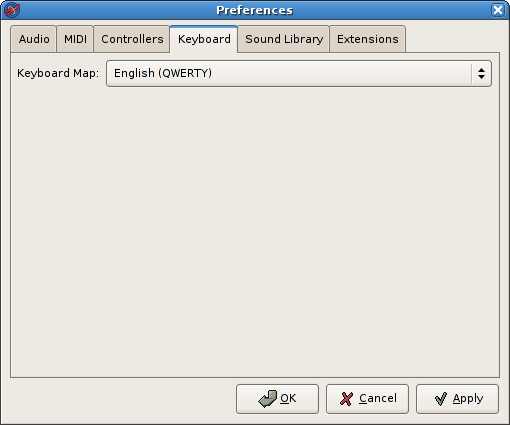 Preferences
Audio MIDI Controllers Keyboard Sound Library Extensions
Keyboard Map: English (QWERTY)
OK Cancel Apply